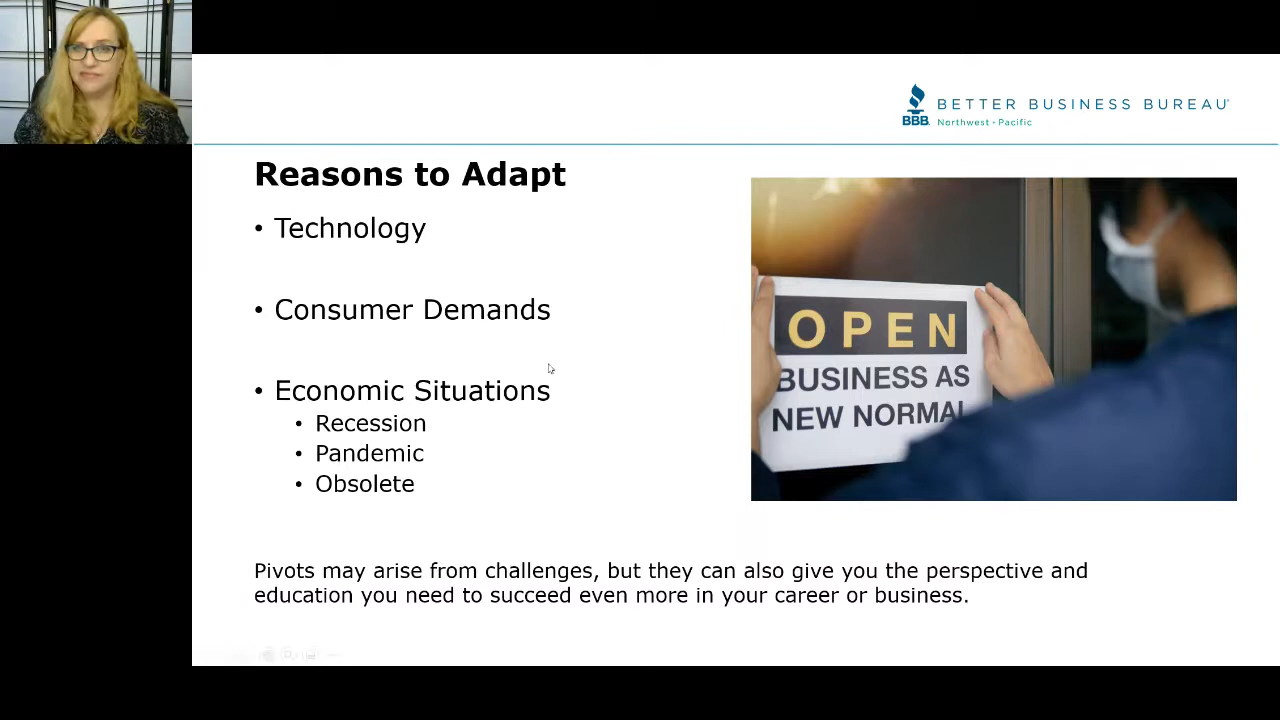 BBB.
BETTER BUSINESS BUREAU
Northwest + Pacific
Reasons to Adapt
• Technology
• Consumer Demands
• Economic Situations
• Recession
• Pandemic
• Obsolete
OPEN
BUSINESS AS
NEW NORMAL
Pivots may arise from challenges, but they can also give you the perspective and
education you need to succeed even more in your career or business.